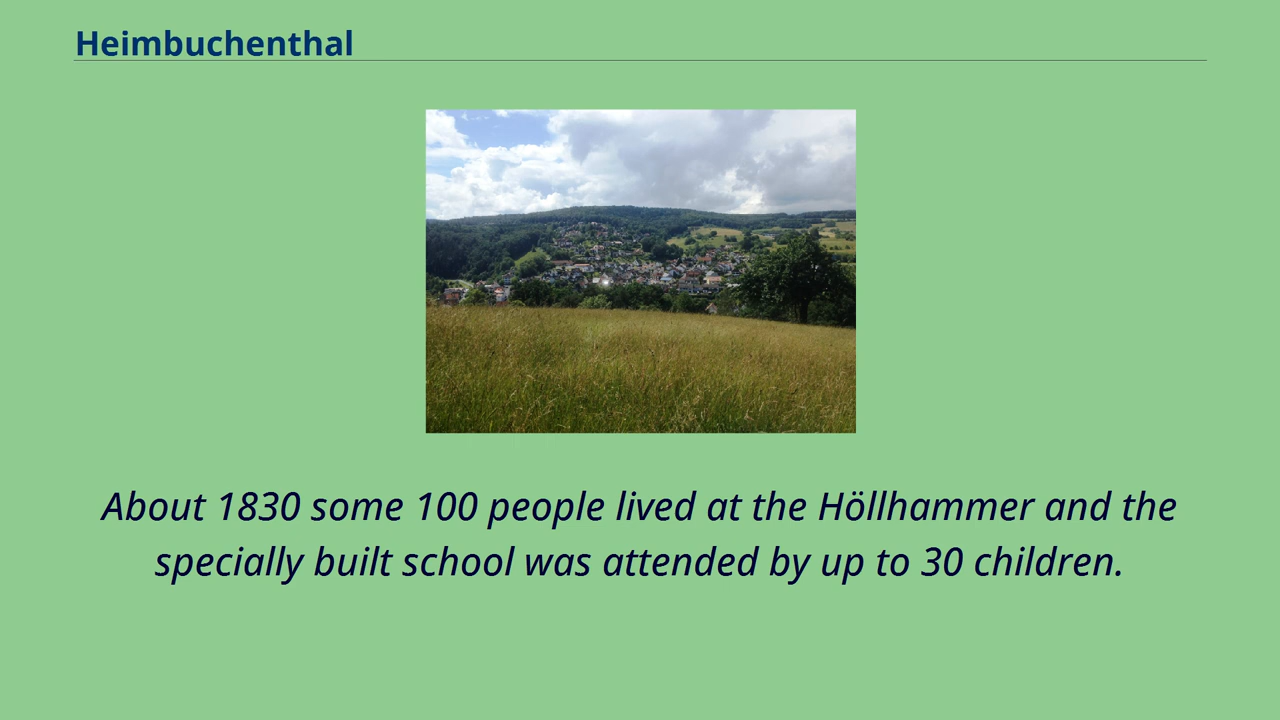 Heimbuchenthal
About 1830 some 100 people lived at the Höllhammer and the
specially built school was attended by up to 30 children.